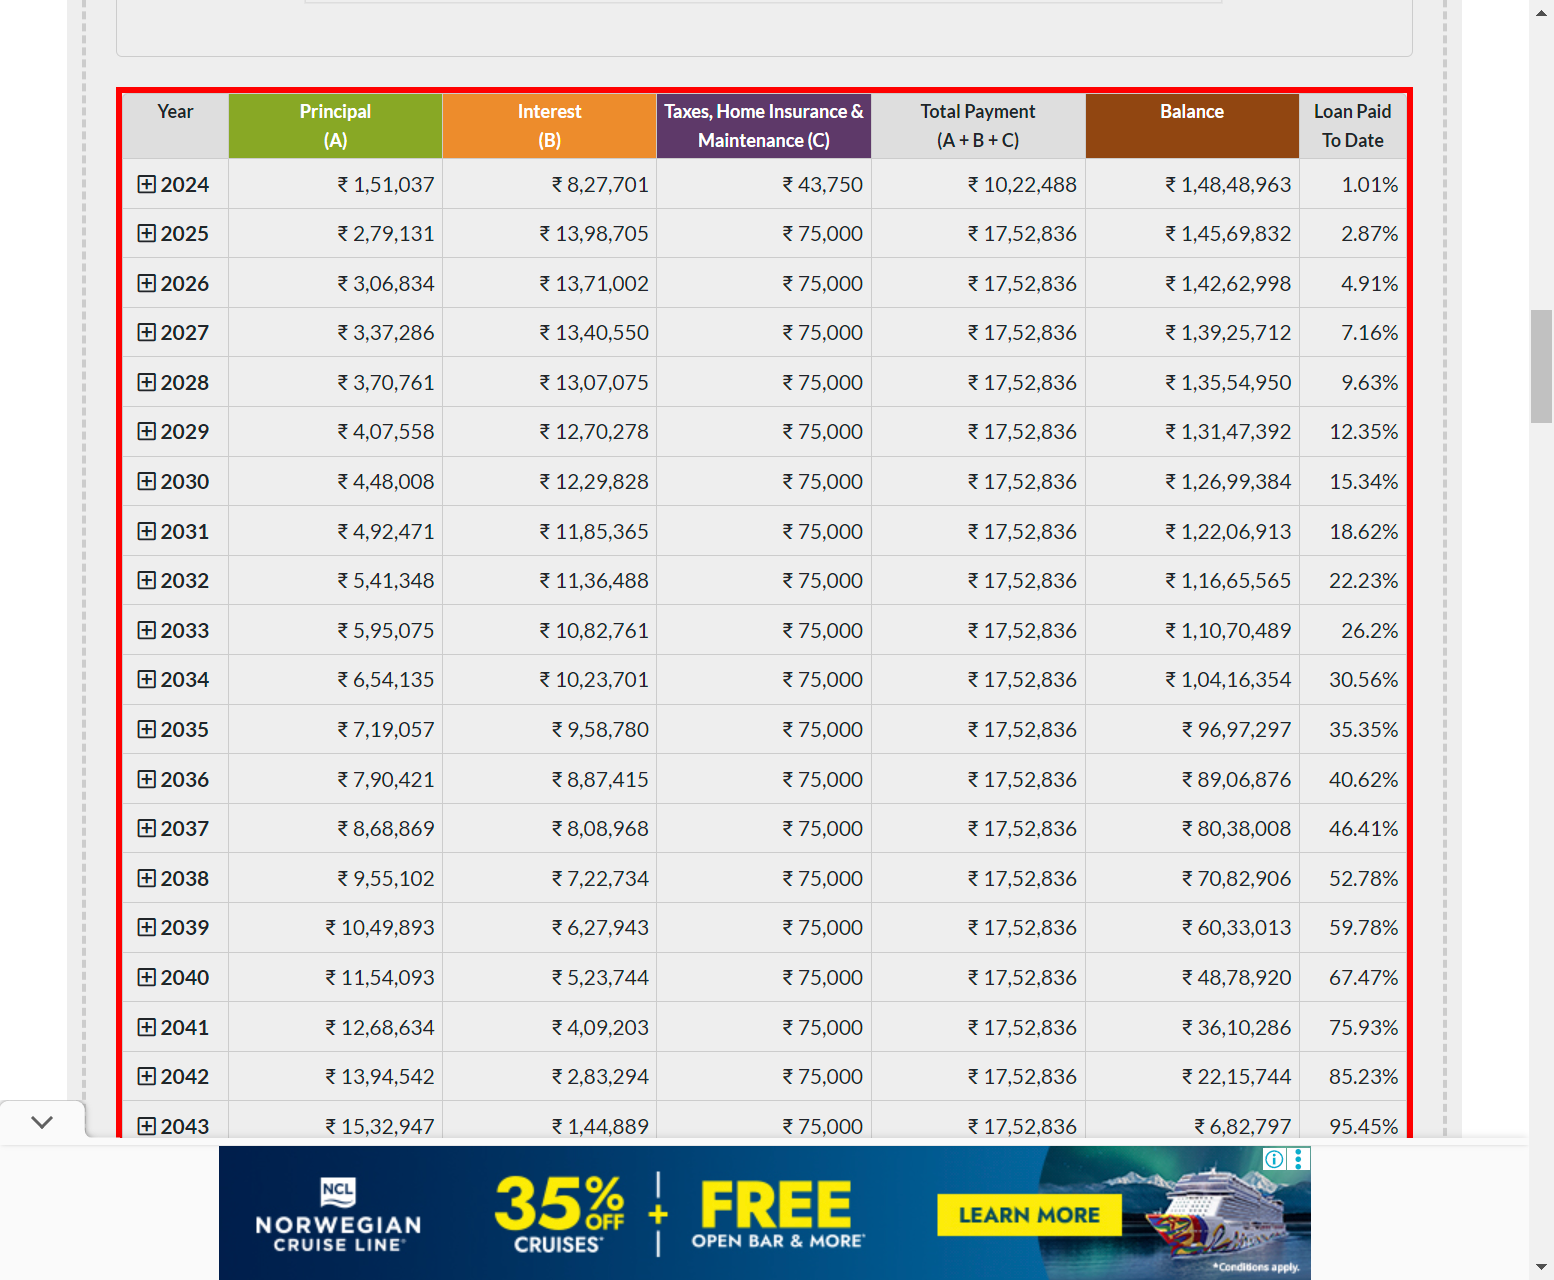 Year Principal (A) Interest (B) Taxes, Home Insurance & Maintenance (C) Total Payment (A + B + C) Balance Loan Paid To Date
2024 ₹ 1,51,037 ₹ 8,27,701 ₹ 43,750 ₹ 10,22,488 ₹ 1,48,48,963 1.01%
2025 ₹ 2,79,131 ₹ 13,98,705 ₹ 75,000 ₹ 17,52,836 ₹ 1,45,69,832 2.87%
2026 ₹ 3,06,834 ₹ 13,71,002 ₹ 75,000 ₹ 17,52,836 ₹ 1,42,62,998 4.91%
2027 ₹ 3,37,286 ₹ 13,40,550 ₹ 75,000 ₹ 17,52,836 ₹ 1,39,25,712 7.16%
2028 ₹ 3,70,761 ₹ 13,07,075 ₹ 75,000 ₹ 17,52,836 ₹ 1,35,54,950 9.63%
2029 ₹ 4,07,558 ₹ 12,70,278 ₹ 75,000 ₹ 17,52,836 ₹ 1,31,47,392 12.35%
2030 ₹ 4,48,008 ₹ 12,29,828 ₹ 75,000 ₹ 17,52,836 ₹ 1,26,99,384 15.34%
2031 ₹ 4,92,471 ₹ 11,85,365 ₹ 75,000 ₹ 17,52,836 ₹ 1,22,06,913 18.62%
2032 ₹ 5,41,348 ₹ 11,36,488 ₹ 75,000 ₹ 17,52,836 ₹ 1,16,65,565 22.23%
2033 ₹ 5,95,075 ₹ 10,82,761 ₹ 75,000 ₹ 17,52,836 ₹ 1,10,70,489 26.2%
2034 ₹ 6,54,135 ₹ 10,23,701 ₹ 75,000 ₹ 17,52,836 ₹ 1,04,16,354 30.56%
2035 ₹ 7,19,057 ₹ 9,58,780 ₹ 75,000 ₹ 17,52,836 ₹ 96,97,297 35.35%
2036 ₹ 7,90,421 ₹ 8,87,415 ₹ 75,000 ₹ 17,52,836 ₹ 89,06,876 40.62%
2037 ₹ 8,68,869 ₹ 8,08,968 ₹ 75,000 ₹ 17,52,836 ₹ 80,38,008 46.41%
2038 ₹ 9,55,102 ₹ 7,22,734 ₹ 75,000 ₹ 17,52,836 ₹ 70,82,906 52.78%
2039 ₹ 10,49,893 ₹ 6,27,943 ₹ 75,000 ₹ 17,52,836 ₹ 60,33,013 59.78%
2040 ₹ 11,54,093 ₹ 5,23,744 ₹ 75,000 ₹ 17,52,836 ₹ 48,78,920 67.47%
2041 ₹ 12,68,634 ₹ 4,09,203 ₹ 75,000 ₹ 17,52,836 ₹ 36,10,286 75.93%
2042 ₹ 13,94,542 ₹ 2,83,294 ₹ 75,000 ₹ 17,52,836 ₹ 22,15,744 85.23%
2043 ₹ 15,32,947 ₹ 1,44,889 ₹ 75,000 ₹ 17,52,836 ₹ 6,82,797 95.45%
NCL
NORWEGIAN
CRUISE LINE
35% OFF
CRUISES*
+
FREE
OPEN BAR & MORE*
LEARN MORE
*Conditions apply.